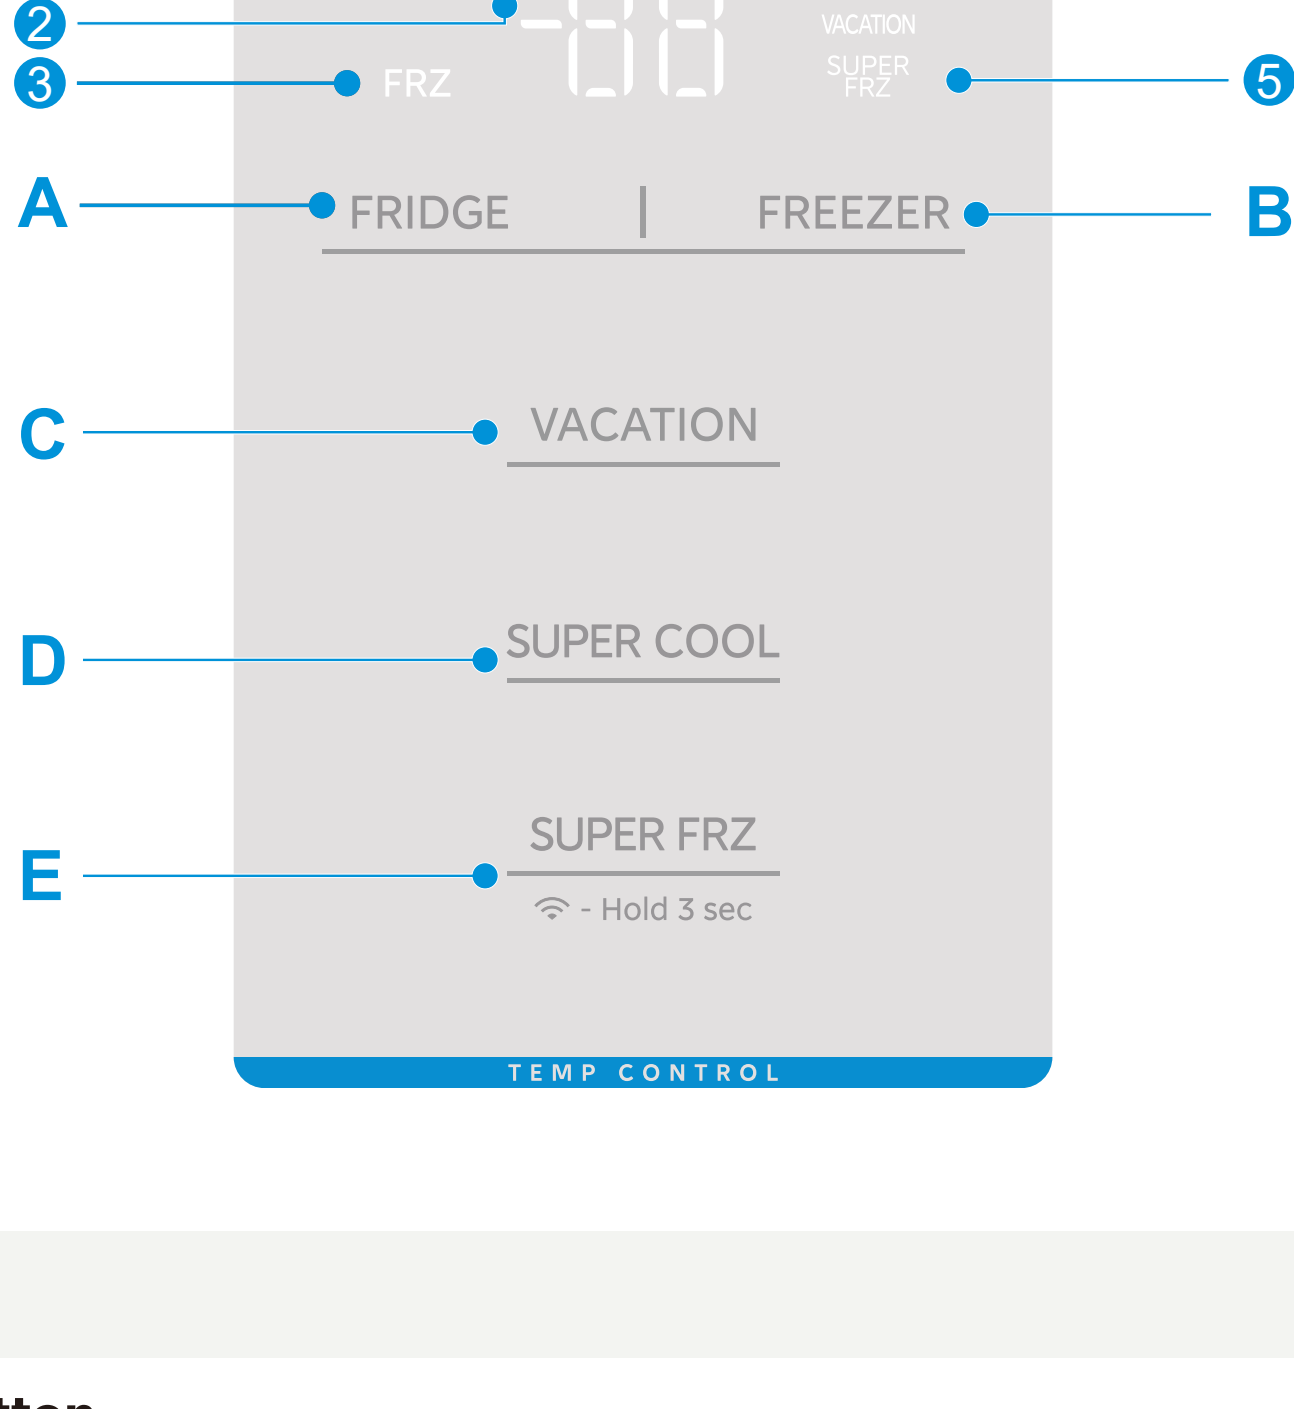 2
VACATION
3 FRZ -88 SUPER FRZ 5
A FRIDGE | FREEZER B
C VACATION
D SUPER COOL
E SUPER FRZ
- Hold 3 sec
TEMP CONTROL